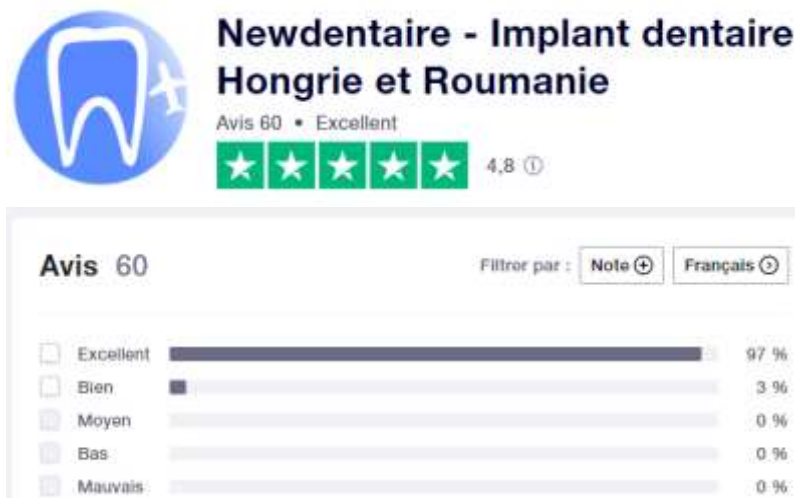 Newdentaire - Implant dentaire
Hongrie et Roumanie
Avis 60 • Excellent
4,8
Avis 60
Filtrer par : Note Français
Excellent 97 %
Bien 3 %
Moyen 0 %
Bas 0 %
Mauvais 0 %